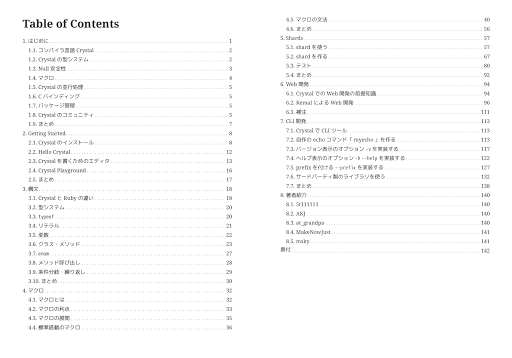 Table of Contents
1. はじめに 1
1.1. コンパイラ言語 Crystal 2
1.2. Crystal の型システム 2
1.3. Null 安全性 3
1.4. マクロ 4
1.5. Crystal の並行処理 5
1.6. C バインディング 5
1.7. パッケージ管理 5
1.8. Crystal のコミュニティ 5
1.9. まとめ 7
2. Getting Started 8
2.1. Crystal のインストール 8
2.2. Hello Crystal 12
2.3. Crystal を書くためのエディタ 13
2.4. Crystal Playground 16
2.5. まとめ 17
3. 構文 18
3.1. Crystal と Ruby の違い 18
3.2. 型システム 20
3.3. typeof 20
3.4. リテラル 21
3.5. 変数 22
3.6. クラス・メソッド 23
3.7. enum 27
3.8. メソッド呼び出し 28
3.9. 条件分岐・繰り返し 29
3.10. まとめ 30
4. マクロ 32
4.1. マクロとは 32
4.2. マクロの利点 33
4.3. マクロの展開 35
4.4. 標準搭載のマクロ 36
4.5. マクロの文法 40
4.6. まとめ 56
5. Shards 57
5.1. shard を使う 57
5.2. shard を作る 67
5.3. テスト 80
5.4. まとめ 92
6. Web 開発 94
6.1. Crystal での Web 開発の前提知識 94
6.2. Kemal による Web 開発 96
6.3. 補注 111
7. CLI 開発 113
7.1. Crystal で CLI ツール 113
7.2. 自作の echo コマンド「 myecho 」を作る 113
7.3. バージョン表示のオプション -v を実装する 117
7.4. ヘルプ表示のオプション -h --help を実装する 122
7.5. prefix を付ける --prefix を実装する 127
7.6. サードパーティ製のライブラリを使う 132
7.7. まとめ 138
8. 著者紹介 140
8.1. 5t111111 140
8.2. AKJ 140
8.3. at_grandpa 140
8.4. MakeNowJust 141
8.5. msky 141
奥付 142